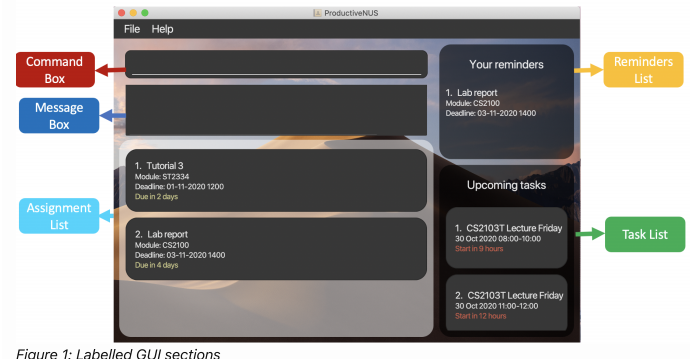 ProductiveNUS
File Help
Command
Box
Message
Box
Assignment
List
1. Tutorial 3
Module: ST2334
Deadline: 01-11-2020 1200
Due in 2 days
2. Lab report
Module: CS2100
Deadline: 03-11-2020 1400
Due in 4 days
Your reminders
1. Lab report
Module: CS2100
Deadline: 03-11-2020 1400
Upcoming tasks
1. CS2103T Lecture Friday
30 Oct 2020 08:00-10:00
Start in 9 hours
2. CS2103T Lecture Friday
30 Oct 2020 11:00-12:00
Start in 12 hours
Reminders
List
Task List
Figure 1: Labelled GUI sections